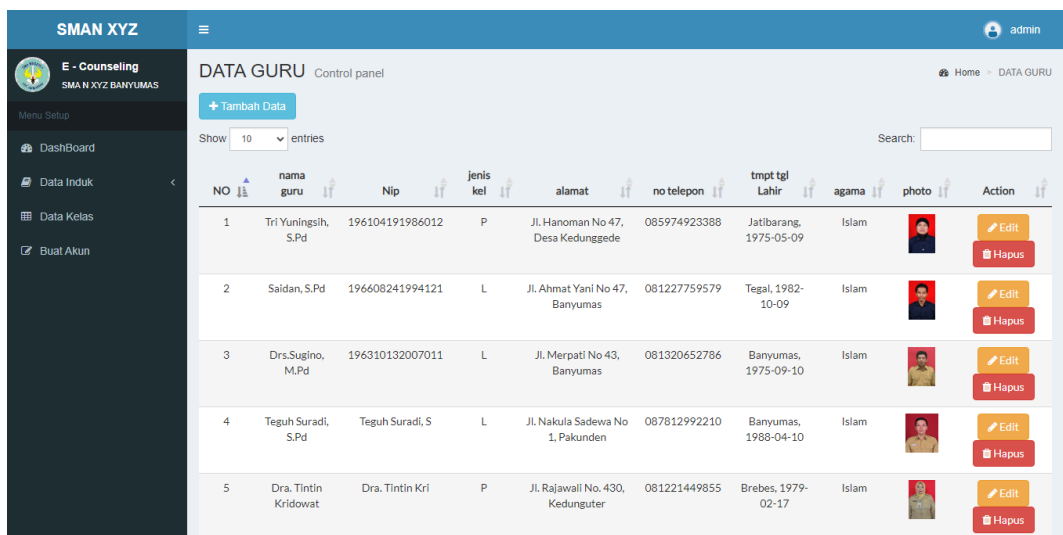 SMAN XYZ
admin
E - Counseling
SMA N XYZ BANYUMAS
Menu Setup
DashBoard
Data Induk
Data Kelas
Buat Akun
DATA GURU Control panel
Home > DATA GURU
+ Tambah Data
Show 10 entries
Search:
NO nama guru Nip jenis kel alamat no telepon tmpt tgl Lahir agama photo Action
1 Tri Yuningsih, S.Pd 196104191986012 P Jl. Hanoman No 47, Desa Kedunggede 085974923388 Jatibarang, 1975-05-09 Islam Edit Hapus
2 Saidan, S.Pd 196608241994121 L Jl. Ahmat Yani No 47, Banyumas 081227759579 Tegal, 1982-10-09 Islam Edit Hapus
3 Drs.Sugino, M.Pd 196310132007011 L Jl. Merpati No 43, Banyumas 081320652786 Banyumas, 1975-09-10 Islam Edit Hapus
4 Teguh Suradi, S.Pd Teguh Suradi, S L Jl. Nakula Sadewa No 1, Pakunden 087812992210 Banyumas, 1988-04-10 Islam Edit Hapus
5 Dra. Tintin Kridowat Dra. Tintin Kri P Jl. Rajawali No. 430, Kedunguter 081221449855 Brebes, 1979-02-17 Islam Edit Hapus